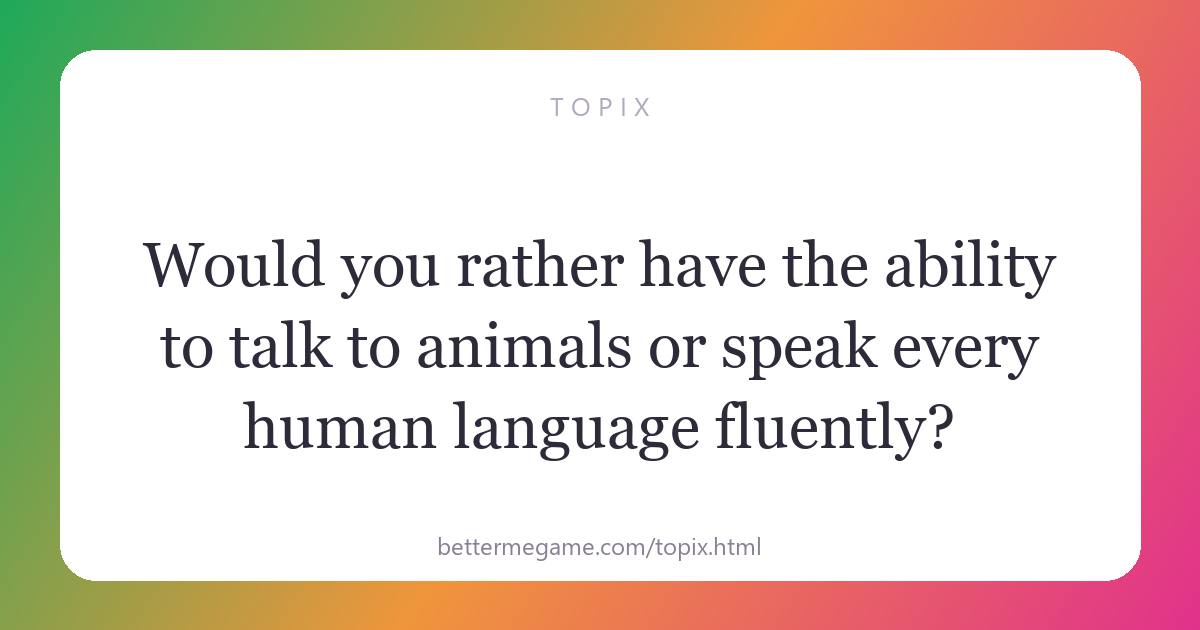 TOPIX
Would you rather have the ability
to talk to animals or speak every
human language fluently?
bettermegame.com/topix.html